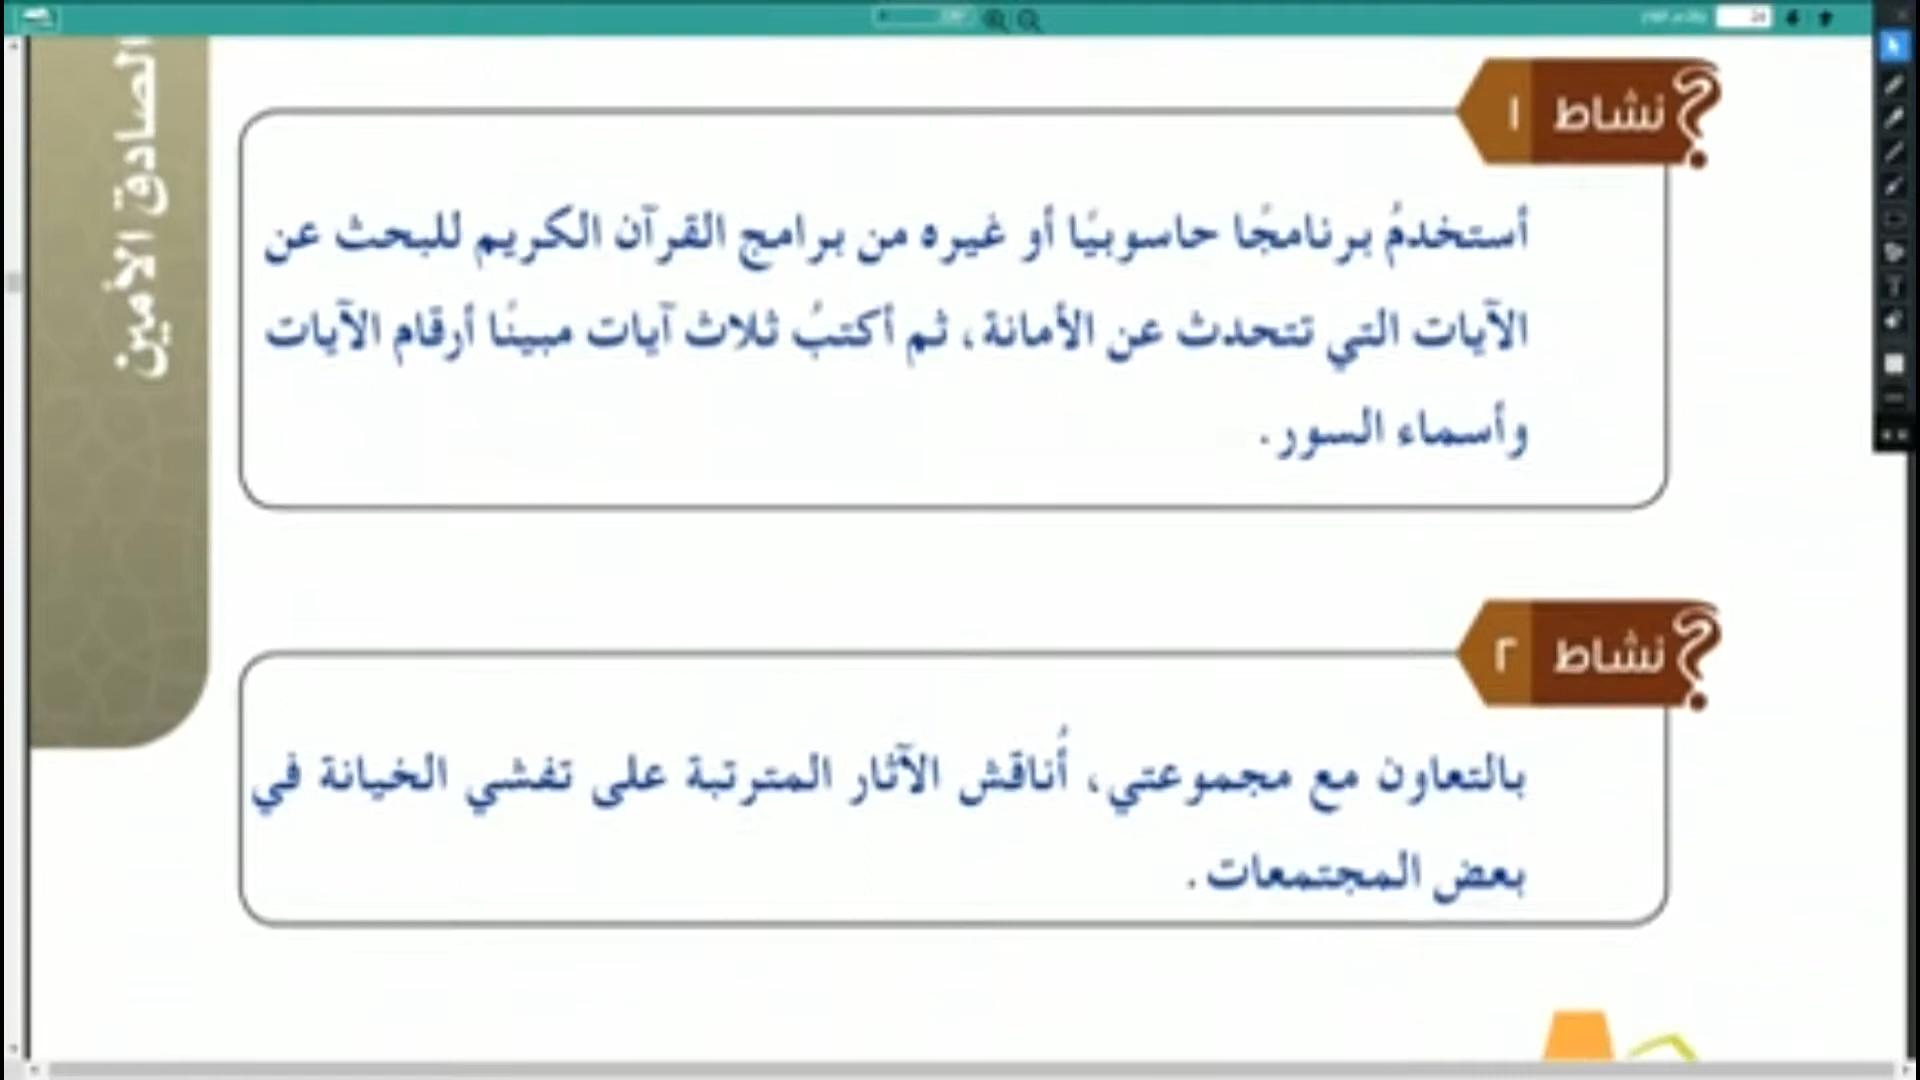 الصادق الأمين
نشاط ١
أستخدمُ برنامجًا حاسوبيًا أو غيره من برامج القرآن الكريم للبحث عن
الآيات التي تتحدث عن الأمانة، ثم أكتبُ ثلاث آيات مبينًا أرقام الآيات
وأسماء السور.
نشاط ٢
بالتعاون مع مجموعتي، أُناقش الآثار المترتبة على تفشي الخيانة في
بعض المجتمعات.